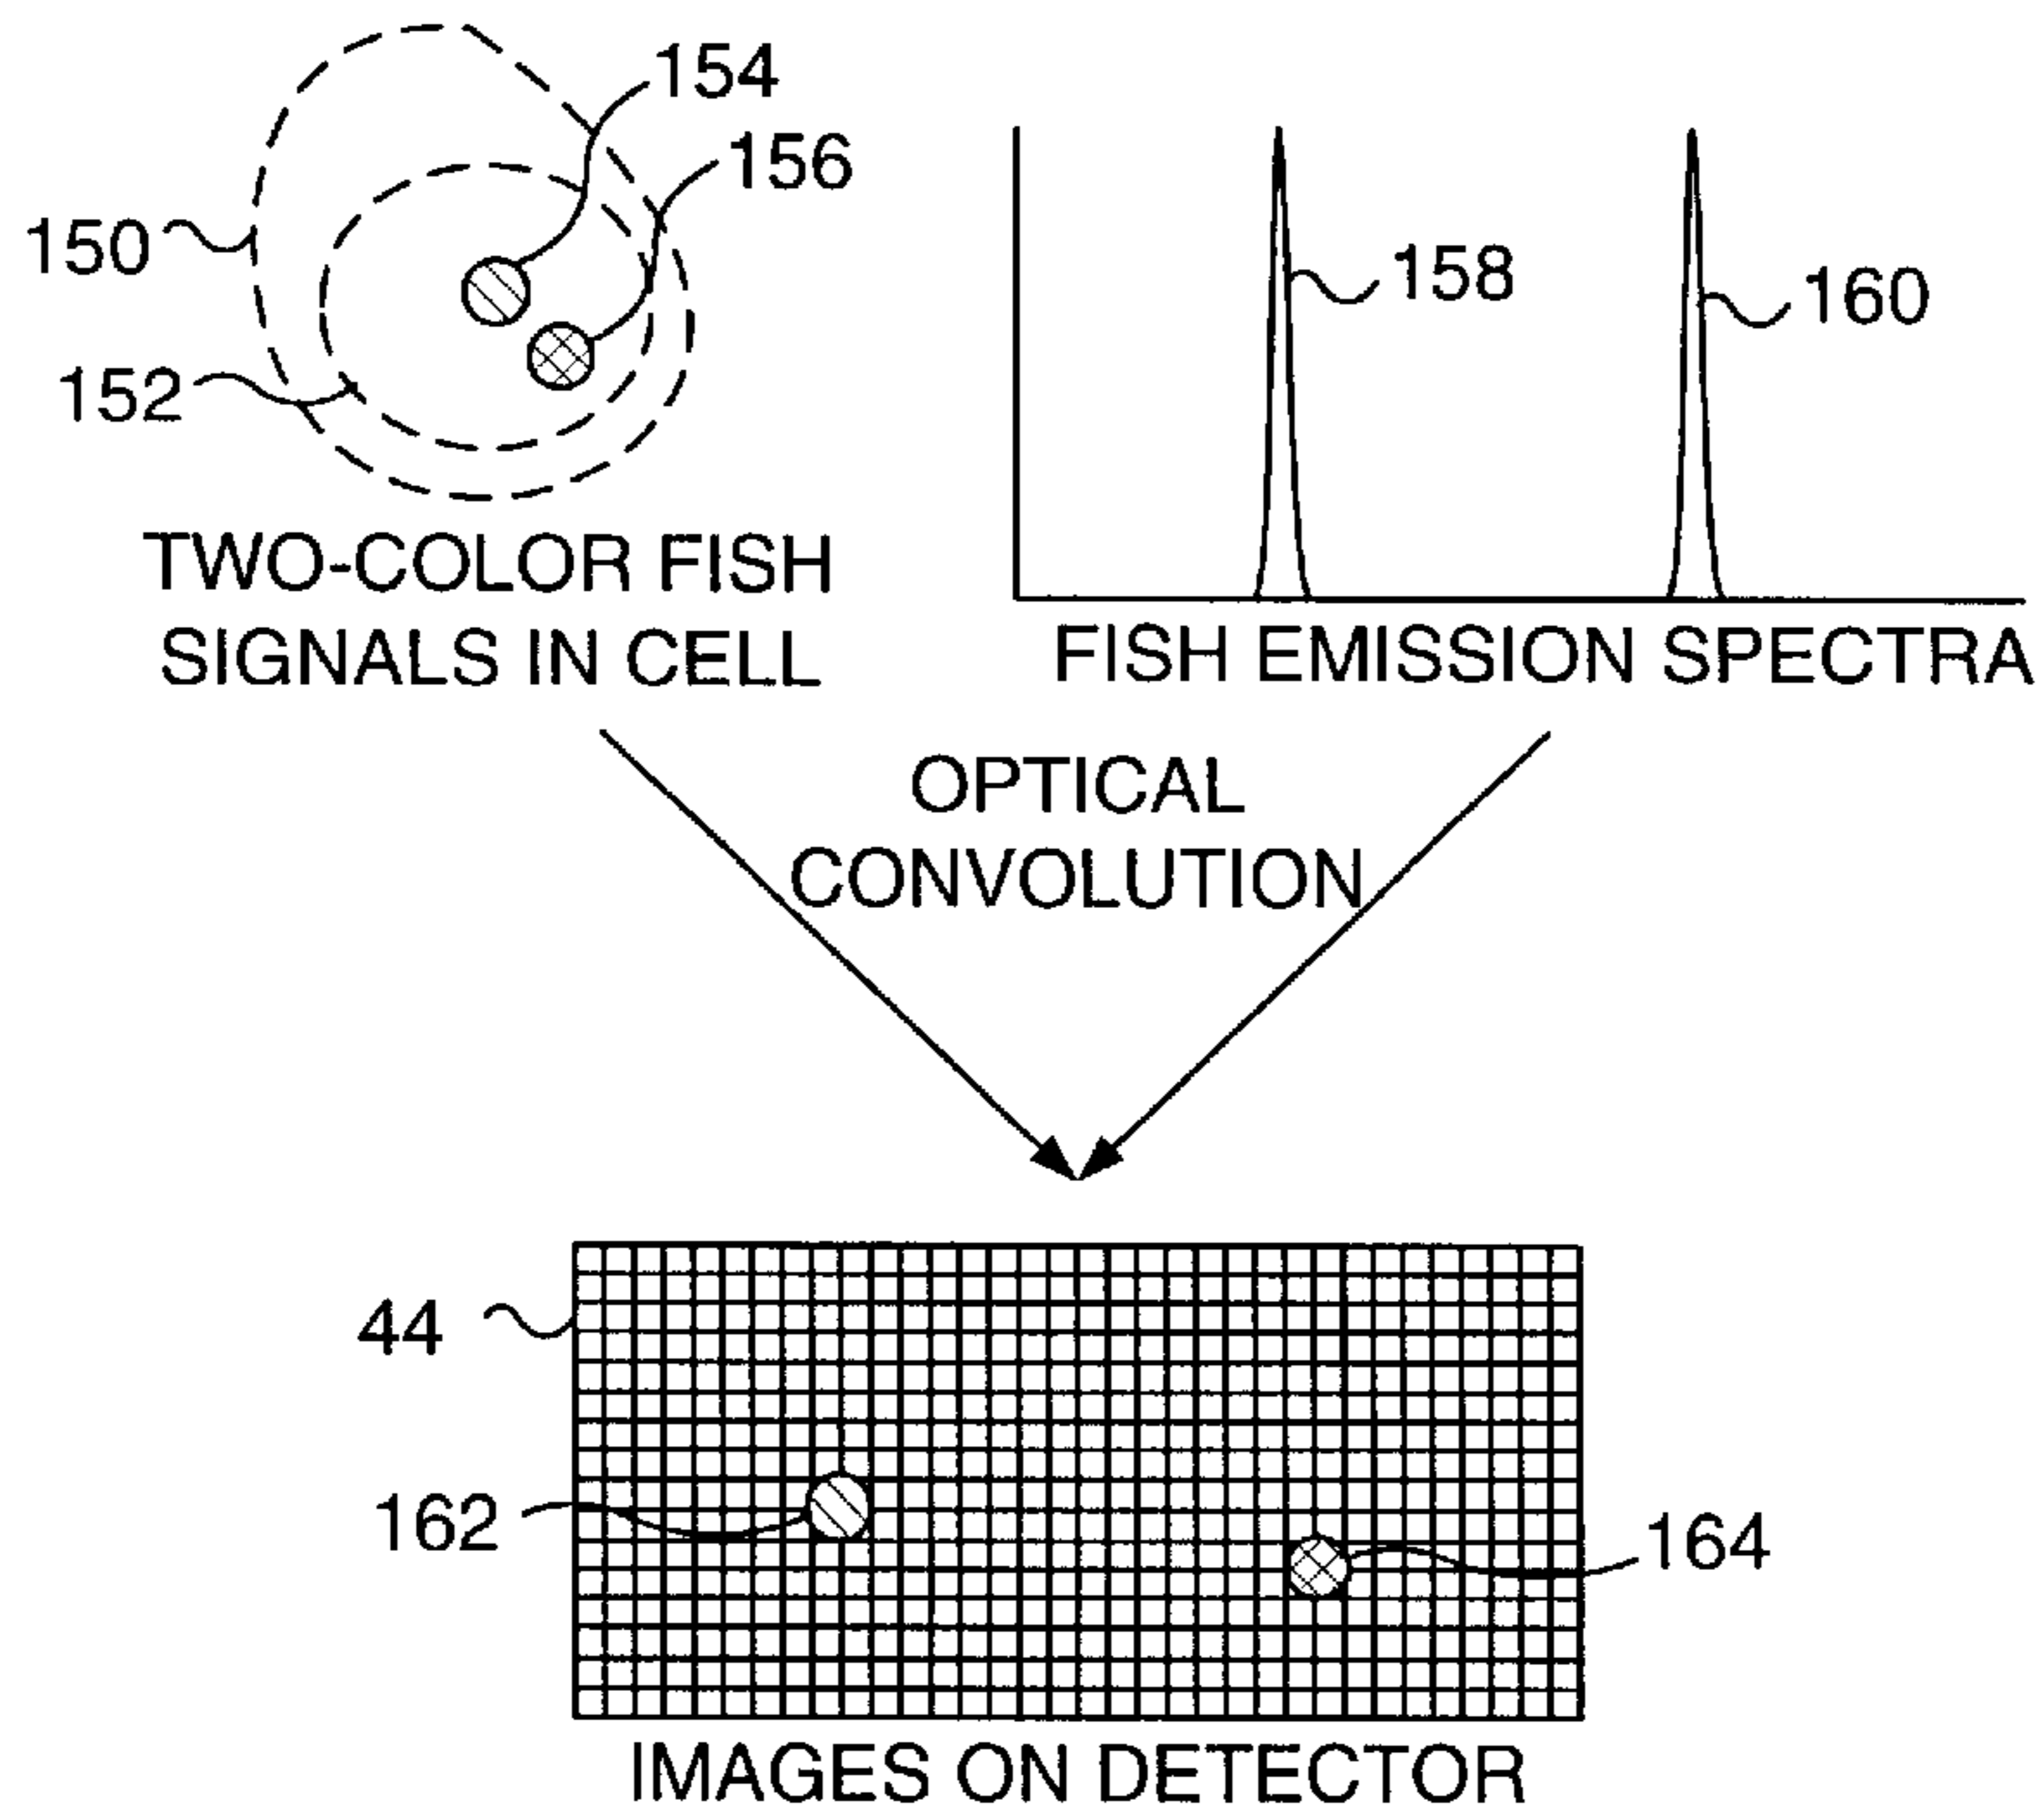 154
156
150
152
158
160
TWO-COLOR FISH
SIGNALS IN CELL
FISH EMISSION SPECTRA
OPTICAL
CONVOLUTION
44
162
164
IMAGES ON DETECTOR